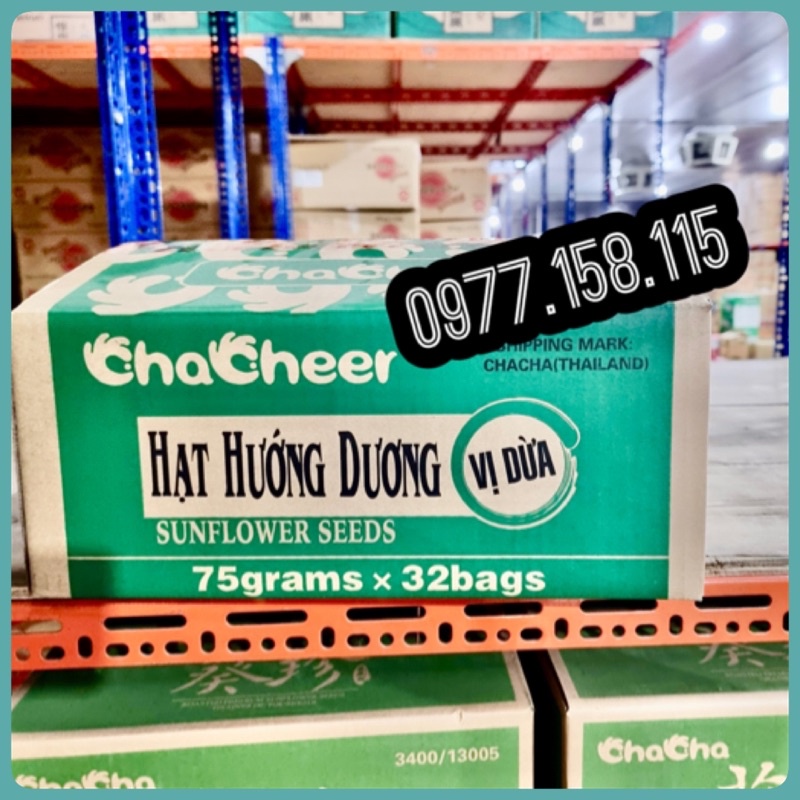 ChaCheer
0977.158.115
SHIPPING MARK:
CHACHA(THAILAND)
HẠT HƯỚNG DƯƠNG
VỊ DỪA
SUNFLOWER SEEDS
75grams × 32bags
3400/13005
ChaCha
ChaCha